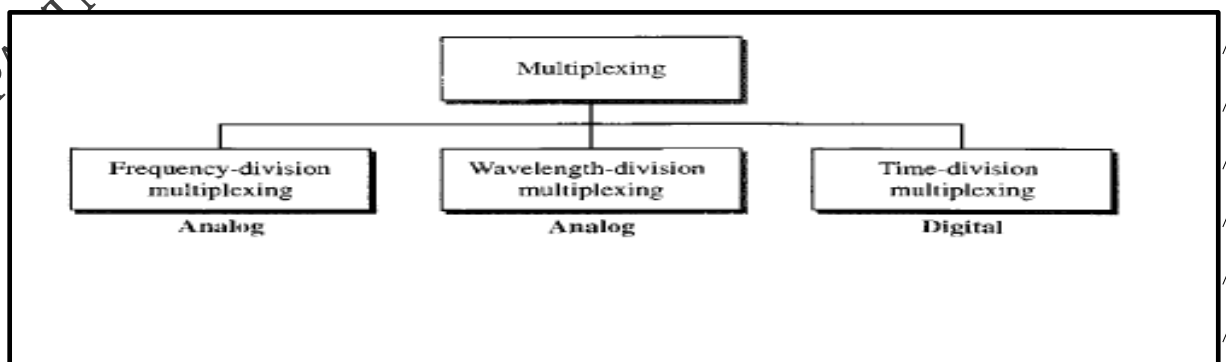 Multiplexing
Frequency-division
multiplexing
Analog
Wavelength-division
multiplexing
Analog
Time-division
multiplexing
Digital